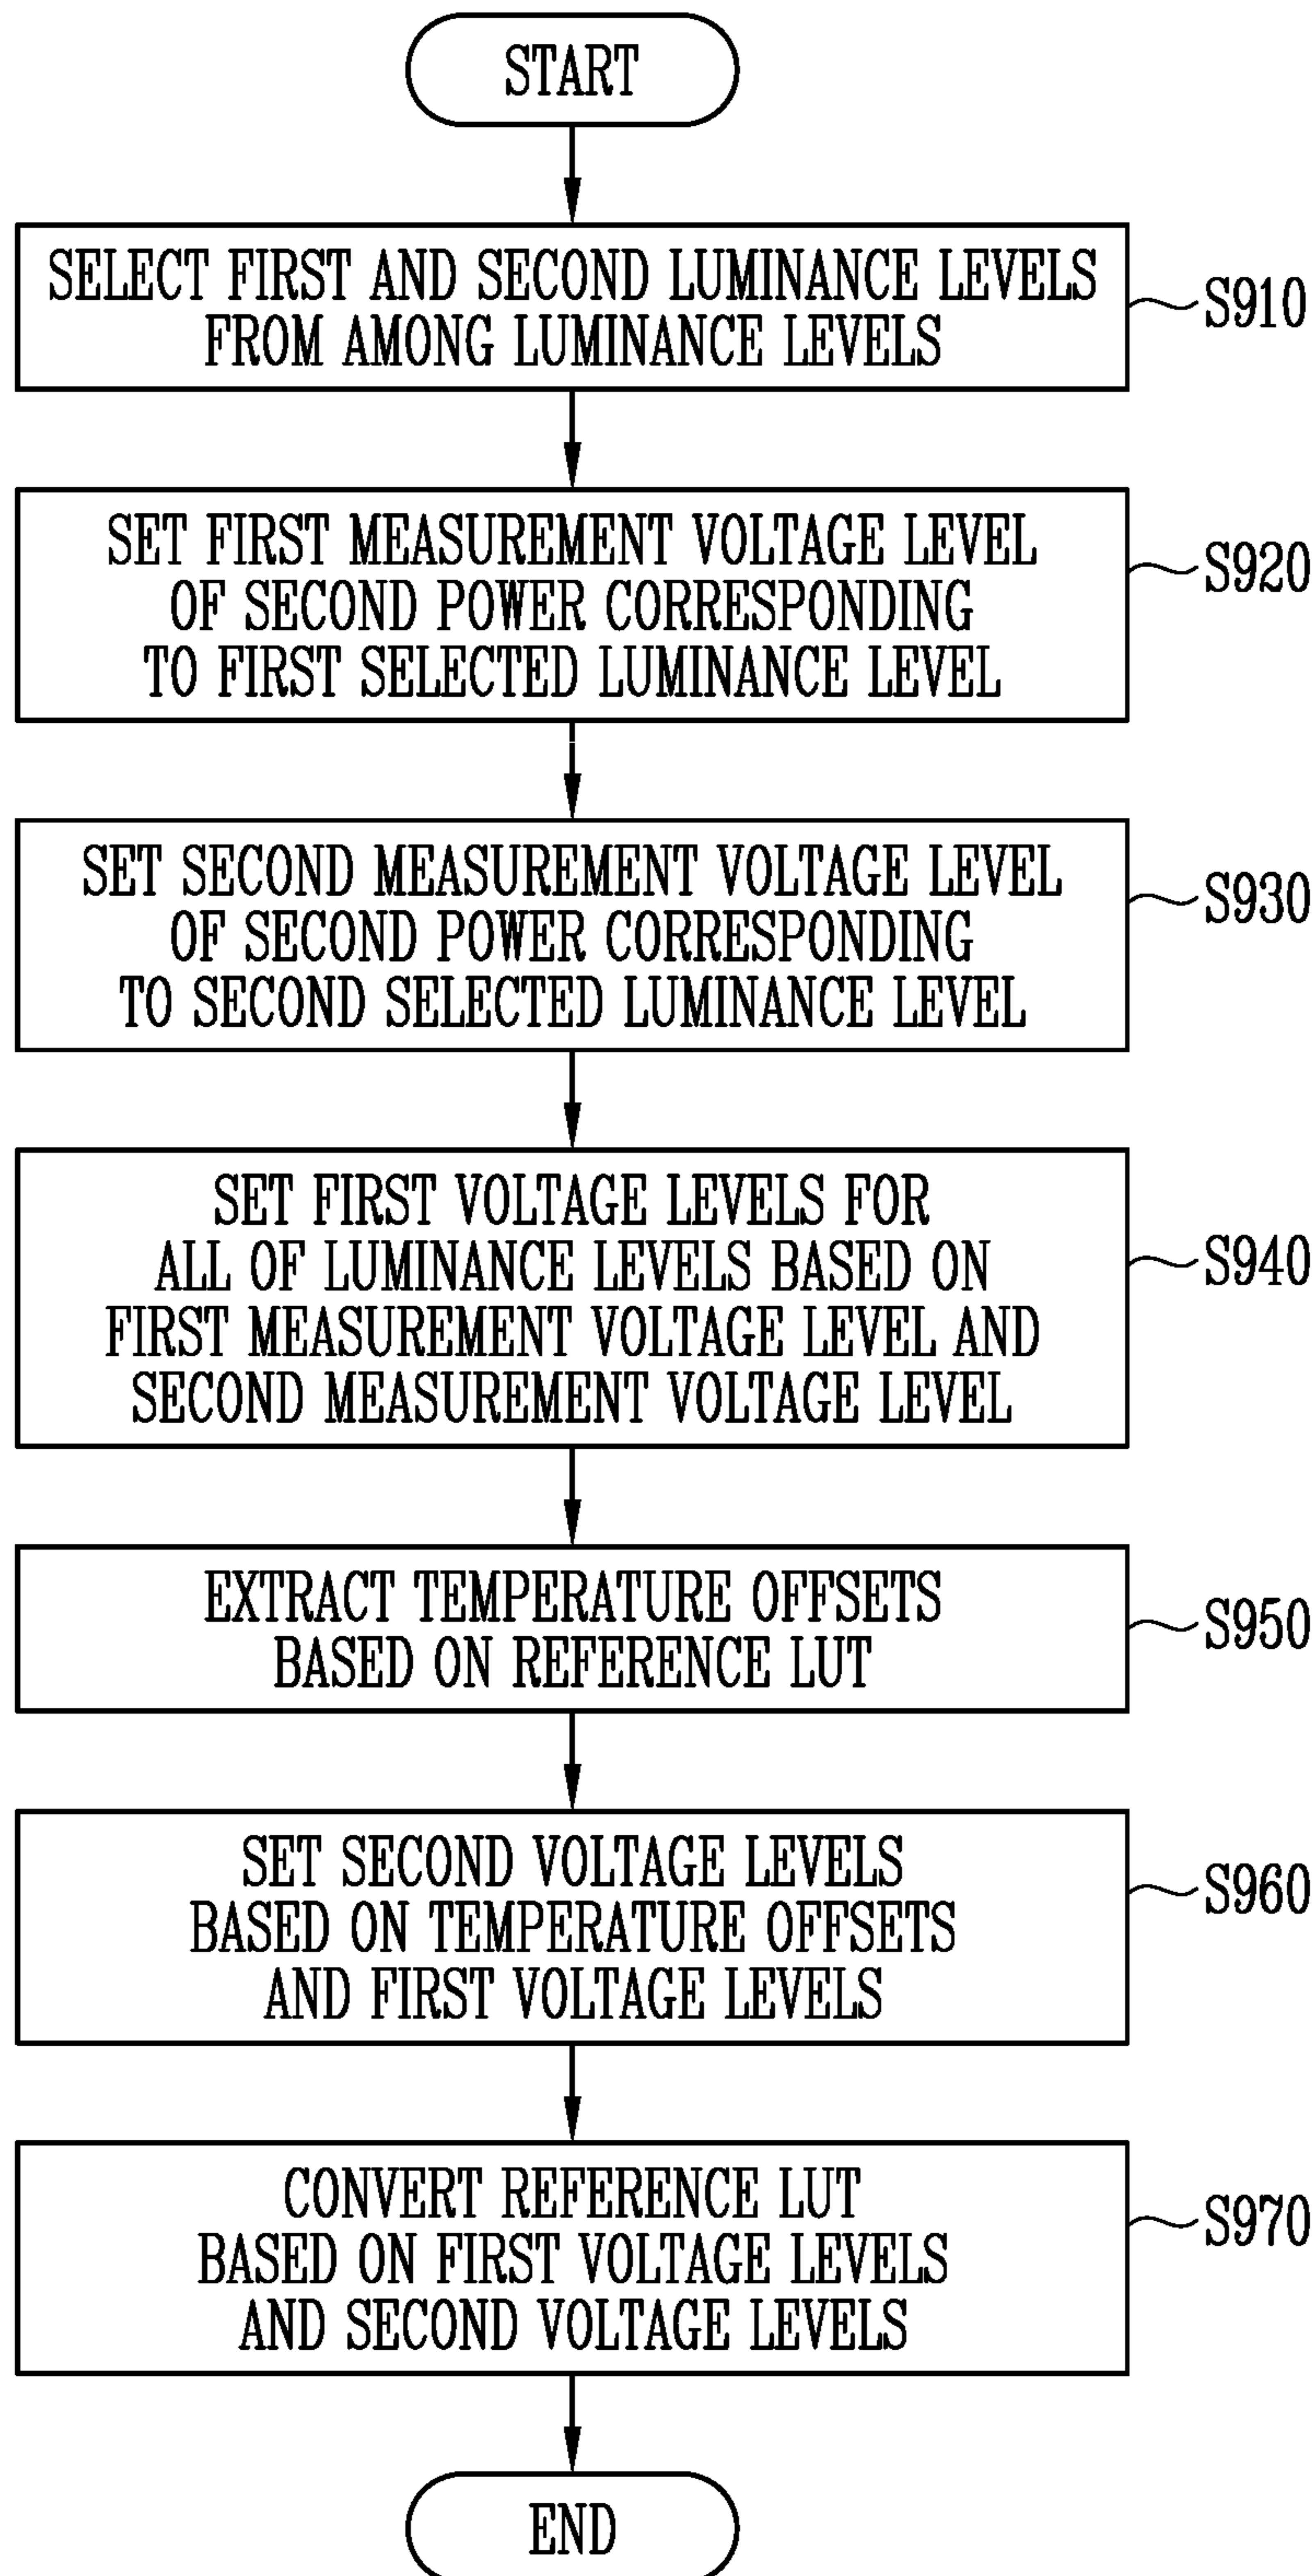 START
SELECT FIRST AND SECOND LUMINANCE LEVELS
FROM AMONG LUMINANCE LEVELS
S910
SET FIRST MEASUREMENT VOLTAGE LEVEL
OF SECOND POWER CORRESPONDING
TO FIRST SELECTED LUMINANCE LEVEL
S920
SET SECOND MEASUREMENT VOLTAGE LEVEL
OF SECOND POWER CORRESPONDING
TO SECOND SELECTED LUMINANCE LEVEL
S930
SET FIRST VOLTAGE LEVELS FOR
ALL OF LUMINANCE LEVELS BASED ON
FIRST MEASUREMENT VOLTAGE LEVEL AND
SECOND MEASUREMENT VOLTAGE LEVEL
S940
EXTRACT TEMPERATURE OFFSETS
BASED ON REFERENCE LUT
S950
SET SECOND VOLTAGE LEVELS
BASED ON TEMPERATURE OFFSETS
AND FIRST VOLTAGE LEVELS
S960
CONVERT REFERENCE LUT
BASED ON FIRST VOLTAGE LEVELS
AND SECOND VOLTAGE LEVELS
S970
END